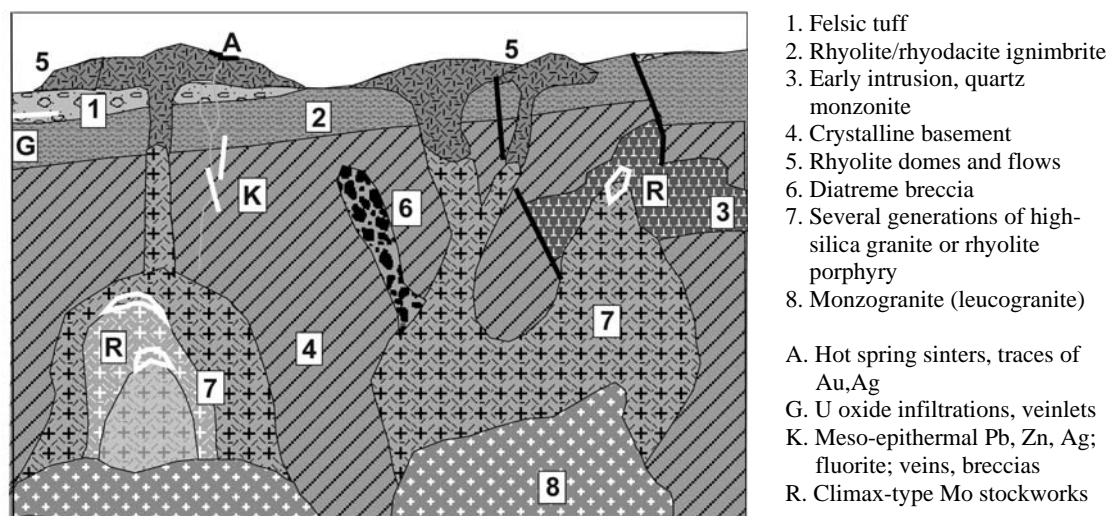 A
5
5
1
2
G
K
6
R
3
R
7
4
7
8
1. Felsic tuff
2. Rhyolite/rhyodacite ignimbrite
3. Early intrusion, quartz
monzonite
4. Crystalline basement
5. Rhyolite domes and flows
6. Diatreme breccia
7. Several generations of high-
silica granite or rhyolite
porphyry
8. Monzogranite (leucogranite)
A. Hot spring sinters, traces of
Au,Ag
G. U oxide infiltrations, veinlets
K. Meso-epithermal Pb, Zn, Ag;
fluorite; veins, breccias
R. Climax-type Mo stockworks